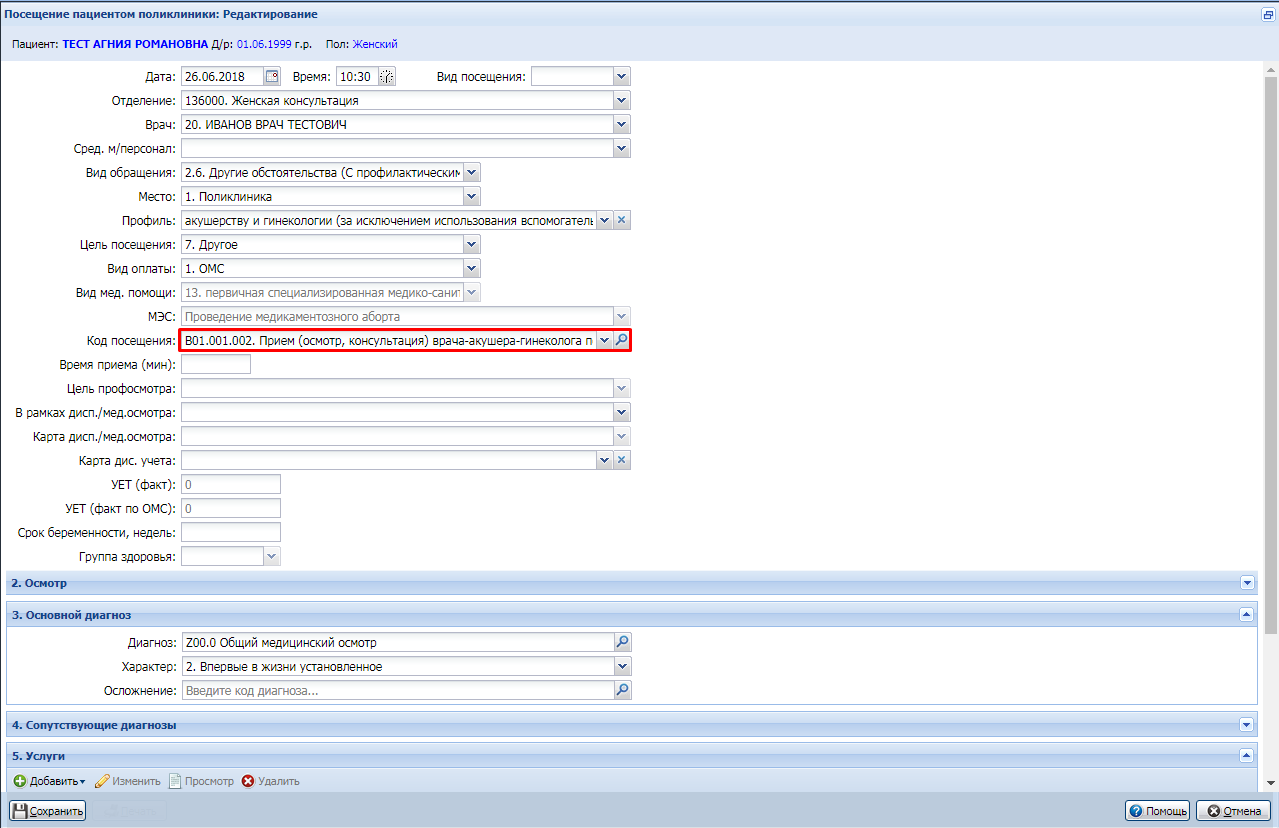 Посещение пациентом поликлиники: Редактирование
Пациент: ТЕСТ АГНИЯ РОМАНОВНА Д/р: 01.06.1999 г.р. Пол: Женский
Дата: 26.06.2018 Время: 10:30 Вид посещения:
Отделение: 136000. Женская консультация
Врач: 20. ИВАНОВ ВРАЧ ТЕСТОВИЧ
Сред. м/персонал:
Вид обращения: 2.6. Другие обстоятельства (С профилактическим
Место: 1. Поликлиника
Профиль: акушерству и гинекологии (за исключением использования вспомогатель
Цель посещения: 7. Другое
Вид оплаты: 1. ОМС
Вид мед. помощи: 13. первичная специализированная медико-санит
МЭС: Проведение медикаментозного аборта
Код посещения: B01.001.002. Прием (осмотр, консультация) врача-акушера-гинеколога п
Время приема (мин):
Цель профосмотра:
В рамках дисп./мед.осмотра:
Карта дисп./мед.осмотра:
Карта дис. учета:
УЕТ (факт): 0
УЕТ (факт по ОМС): 0
Срок беременности, недель:
Группа здоровья:
2. Осмотр
3. Основной диагноз
Диагноз: Z00.0 Общий медицинский осмотр
Характер: 2. Впервые в жизни установленное
Осложнение: Введите код диагноза...
4. Сопутствующие диагнозы
5. Услуги
Добавить Изменить Просмотр Удалить
Сохранить Помощь Отмена